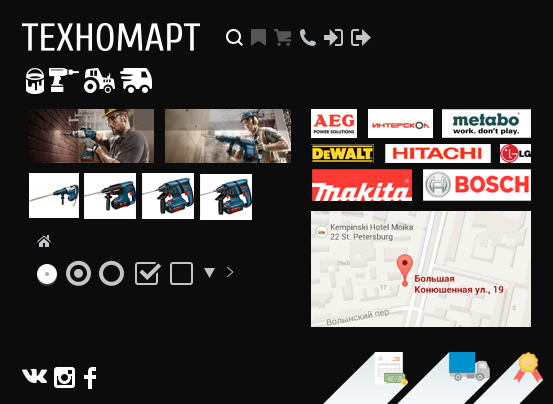 ТЕХНОМАРТ
AEG
POWER SOLUTIONS
ИНТЕРСКОЛ
metabo
work. don't play.
DEWALT
HITACHI
LG
makita
BOSCH
Kempinski Hotel Moika
22 St. Petersburg
Большая
Конюшенная ул., 19
Волынский пер